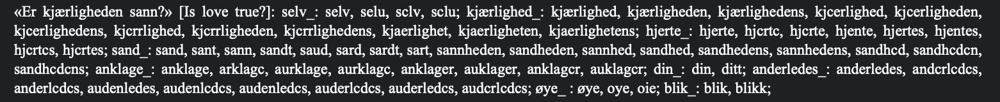 «Er kjærligheden sann?» [Is love true?]: selv_: selv, selu, sclv, sclu; kjærlighed_: kjærlighed, kjærligheden, kjærlighedens, kjcerlighed, kjcerligheden,
kjcerlighedens, kjcrrlighed, kjcrrligheden, kjcrrlighedens, kjaerlighet, kjaerligheten, kjaerlighetens; hjerte_: hjerte, hjcrtc, hjcrte, hjente, hjertes, hjentes,
hjcrtcs, hjcrtes; sand_: sand, sant, sann, sandt, saud, sard, sardt, sart, sannheden, sandheden, sannhed, sandhed, sandhedens, sannhedens, sandhcd, sandhcdcn,
sandhcdcns; anklage_: anklage, arklagc, aurklage, aurklagc, anklager, auklager, anklagcr, auklagcr; din_: din, ditt; anderledes_: anderledes, andcrlcdcs,
anderlcdcs, audenledes, audenlcdcs, audenledcs, auderlcdcs, auderledcs, audcrlcdcs; øye_ : øye, oye, oie; blik_: blik, blikk;